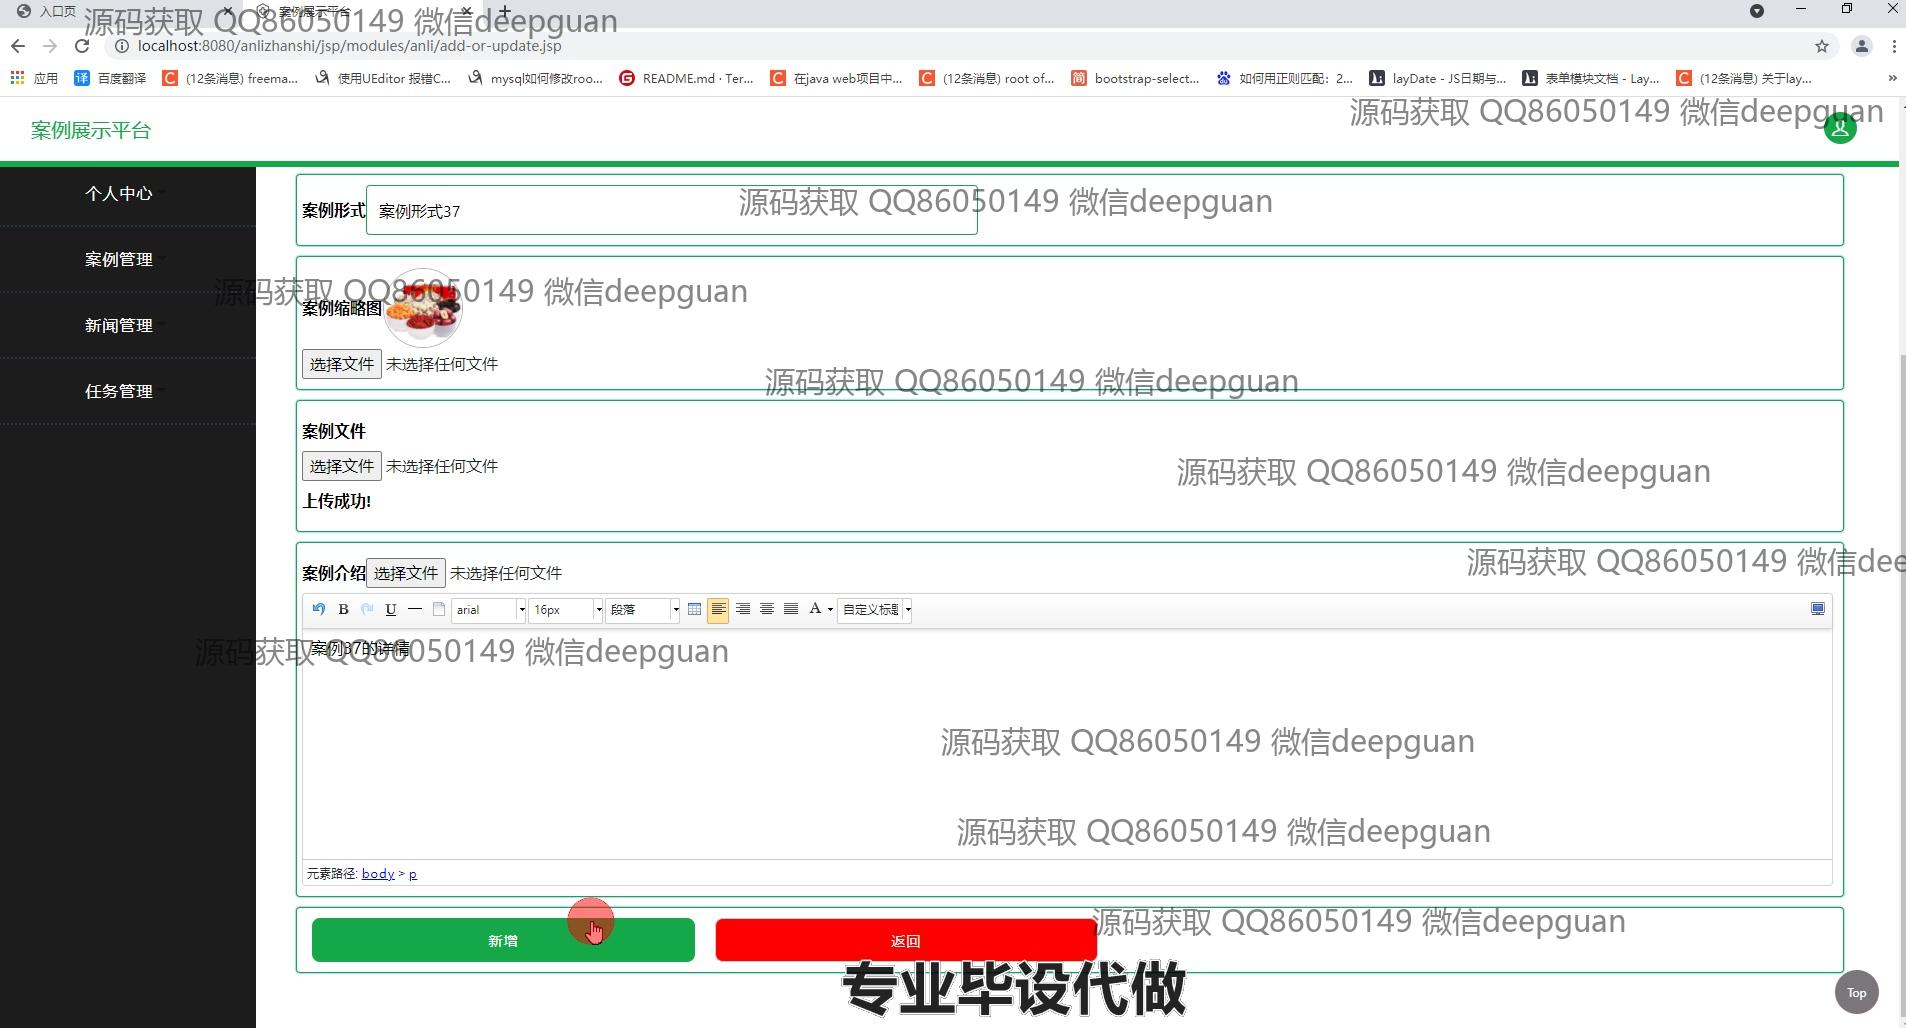 入口页
案例展示平台
源码获取 QQ86050149 微信deepguan
localhost:8080/anlizhanshi/jsp/modules/anli/add-or-update.jsp
应用
百度翻译
(12条消息) freema...
使用UEditor 报错C...
mysql如何修改roo...
README.md · Ter...
在java web项目中...
(12条消息) root of...
bootstrap-select...
如何用正则匹配：2...
layDate - JS日期与...
表单模块文档 - Lay...
(12条消息) 关于lay...
源码获取 QQ86050149 微信deepguan
案例展示平台
个人中心
案例管理
新闻管理
任务管理
案例形式 案例形式37
源码获取 QQ86050149 微信deepguan
源码获取 QQ86050149 微信deepguan
案例缩略图
选择文件 未选择任何文件
源码获取 QQ86050149 微信deepguan
案例文件
选择文件 未选择任何文件
源码获取 QQ86050149 微信deepguan
上传成功!
源码获取 QQ86050149 微信dee
案例介绍 选择文件 未选择任何文件
B U A
arial 16px 段落 自定义标题
案例37的详情
源码获取 QQ86050149 微信deepguan
源码获取 QQ86050149 微信deepguan
源码获取 QQ86050149 微信deepguan
元素路径: body > p
源码获取 QQ86050149 微信deepguan
新增 返回
专业毕设代做
Top